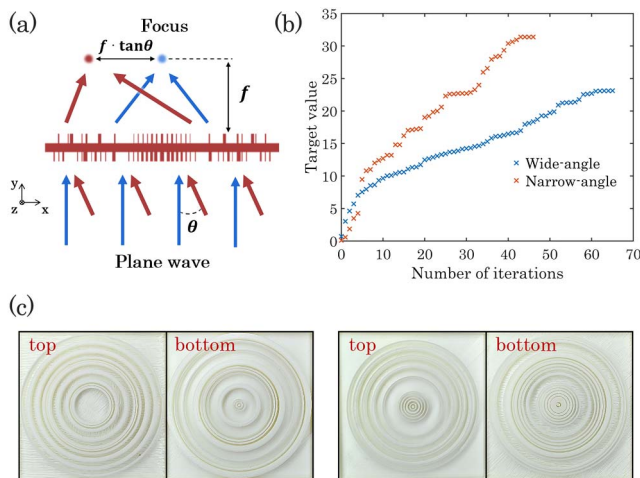 (a)
Focus
f · tanθ
f
y
z
x
θ
Plane wave
(b)
Target value
35
30
25
20
15
10
5
0
Wide-angle
Narrow-angle
0 10 20 30 40 50 60 70
Number of iterations
(c)
top bottom top bottom